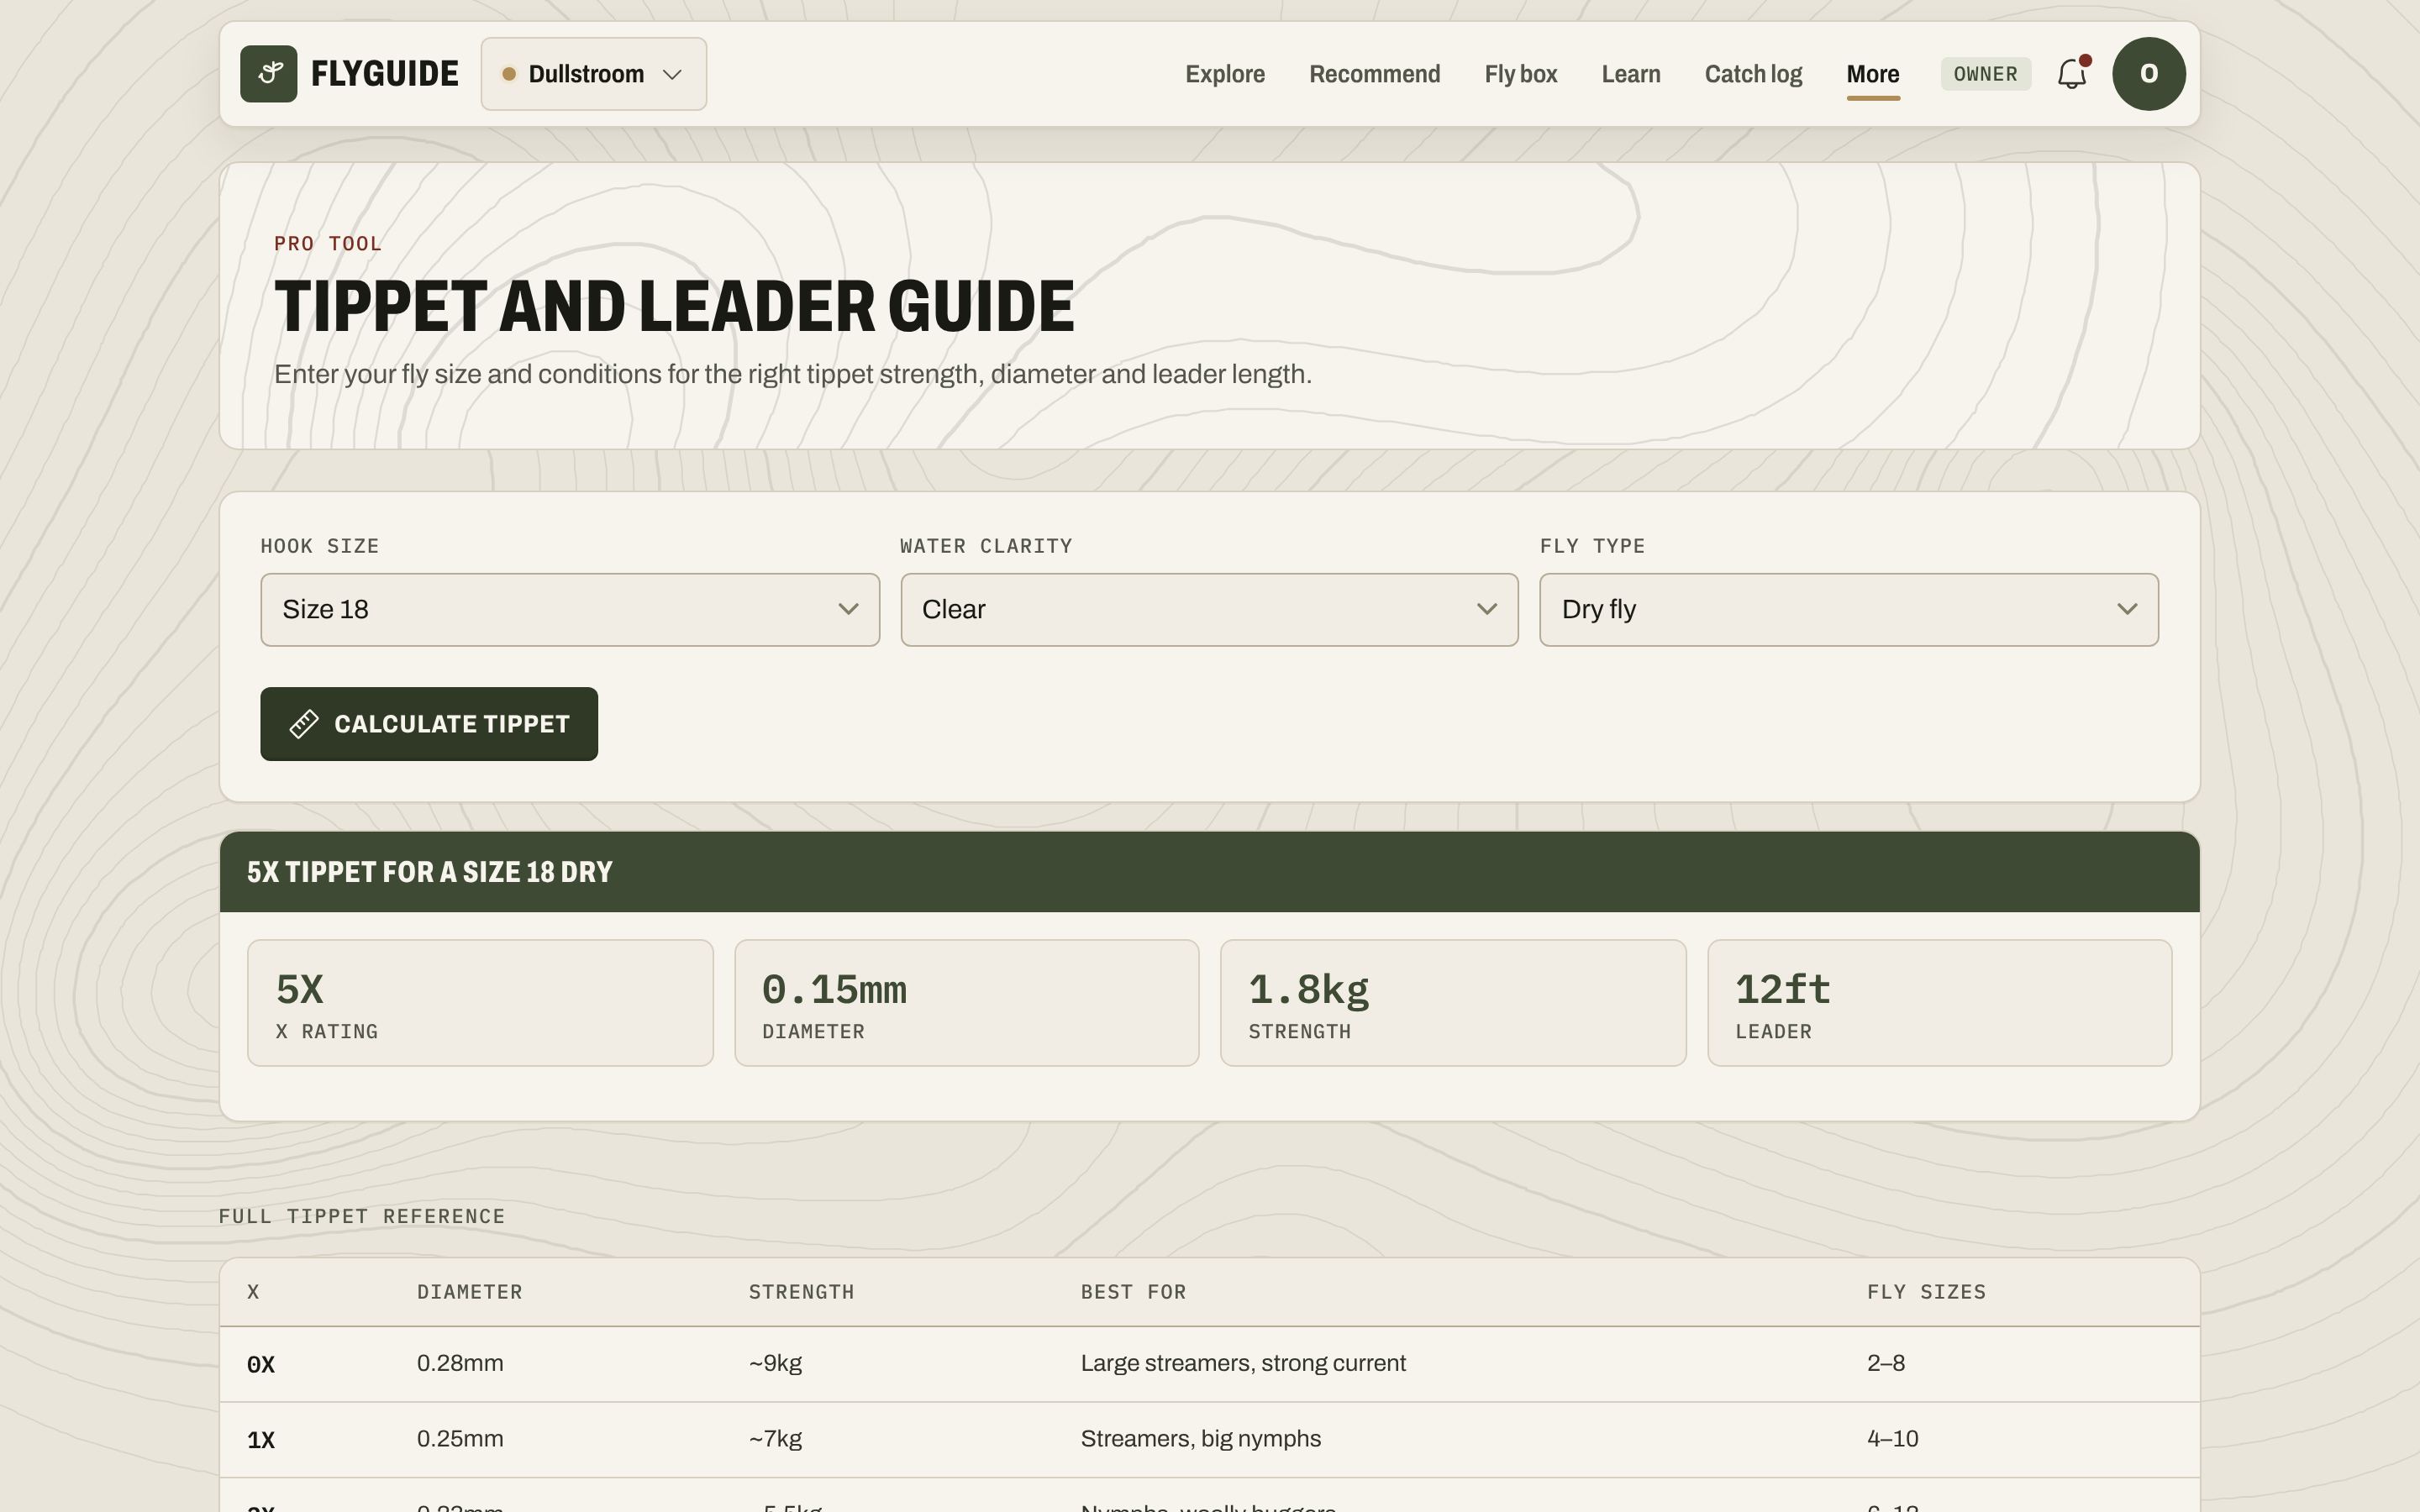 FLYGUIDE
Dullstroom
Explore
Recommend
Fly box
Learn
Catch log
More
OWNER
O
PRO TOOL
TIPPET AND LEADER GUIDE
Enter your fly size and conditions for the right tippet strength, diameter and leader length.
HOOK SIZE
WATER CLARITY
FLY TYPE
Size 18
Clear
Dry fly
CALCULATE TIPPET
5X TIPPET FOR A SIZE 18 DRY
5X
X RATING
0.15mm
DIAMETER
1.8kg
STRENGTH
12ft
LEADER
FULL TIPPET REFERENCE
X DIAMETER STRENGTH BEST FOR FLY SIZES
0X 0.28mm ~9kg Large streamers, strong current 2–8
1X 0.25mm ~7kg Streamers, big nymphs 4–10